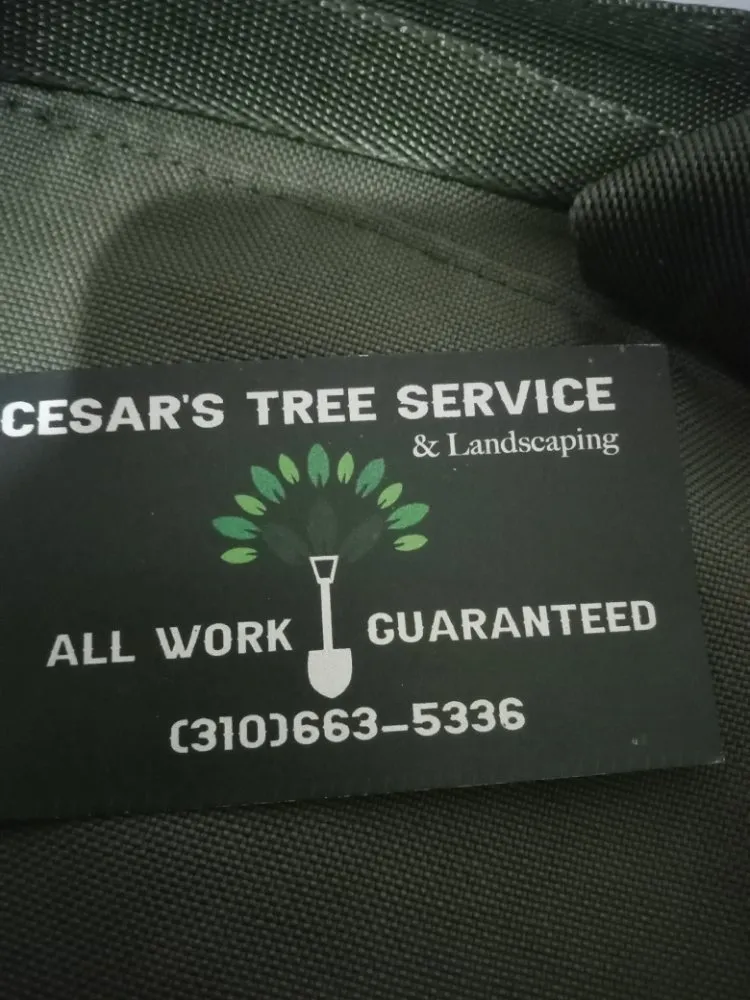 CESAR'S TREE SERVICE
& Landscaping
ALL WORK GUARANTEED
(310)663-5336